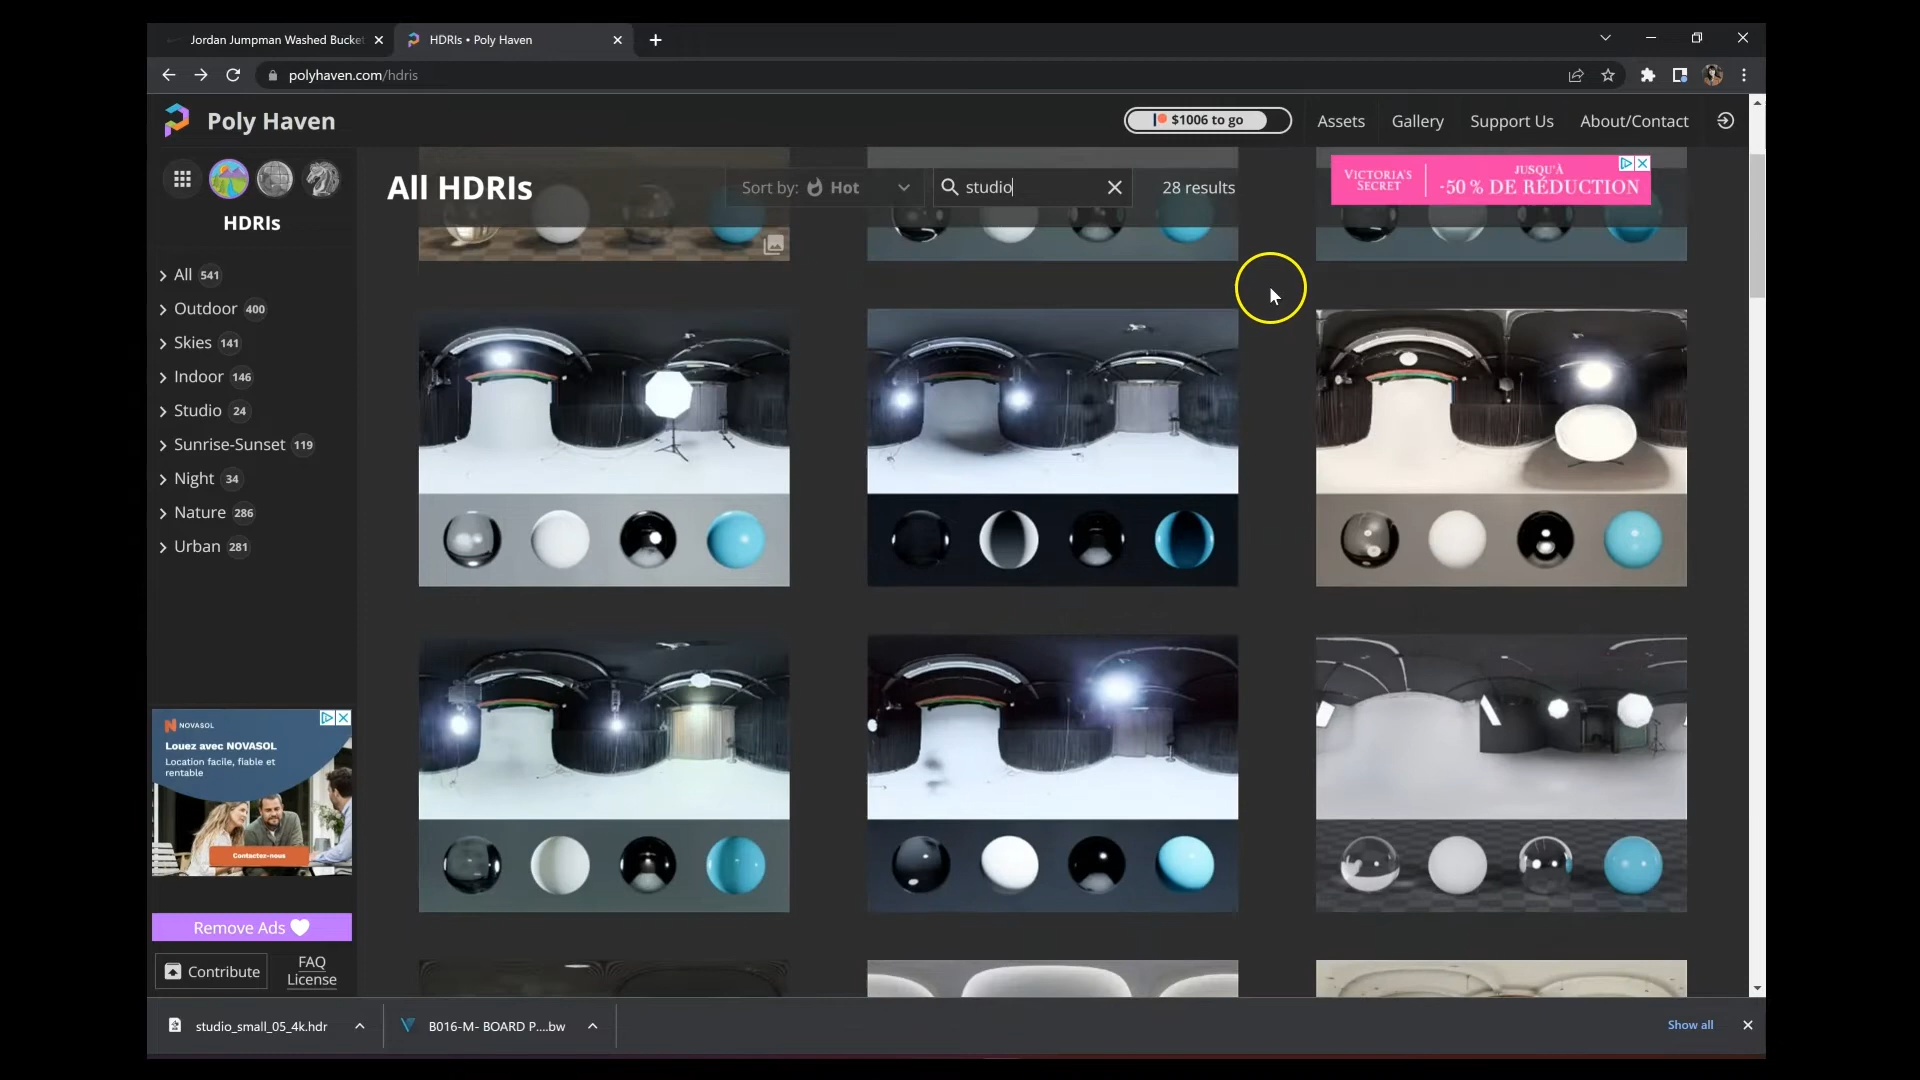 Jordan Jumpman Washed Bucke
HDRIs • Poly Haven
polyhaven.com/hdris
Poly Haven
$1006 to go
Assets
Gallery
Support Us
About/Contact
HDRIs
All HDRIs
Sort by: Hot
studio
28 results
VICTORIA'S SECRET
JUSQU'À
-50 % DE RÉDUCTION
All 541
Outdoor 400
Skies 141
Indoor 146
Studio 24
Sunrise-Sunset 119
Night 34
Nature 286
Urban 281
NOVASOL
Louez avec NOVASOL
Location facile, fiable et
rentable
Contactez-nous
Remove Ads
Contribute
FAQ
License
studio_small_05_4k.hdr
B016-M- BOARD P....bw
Show all